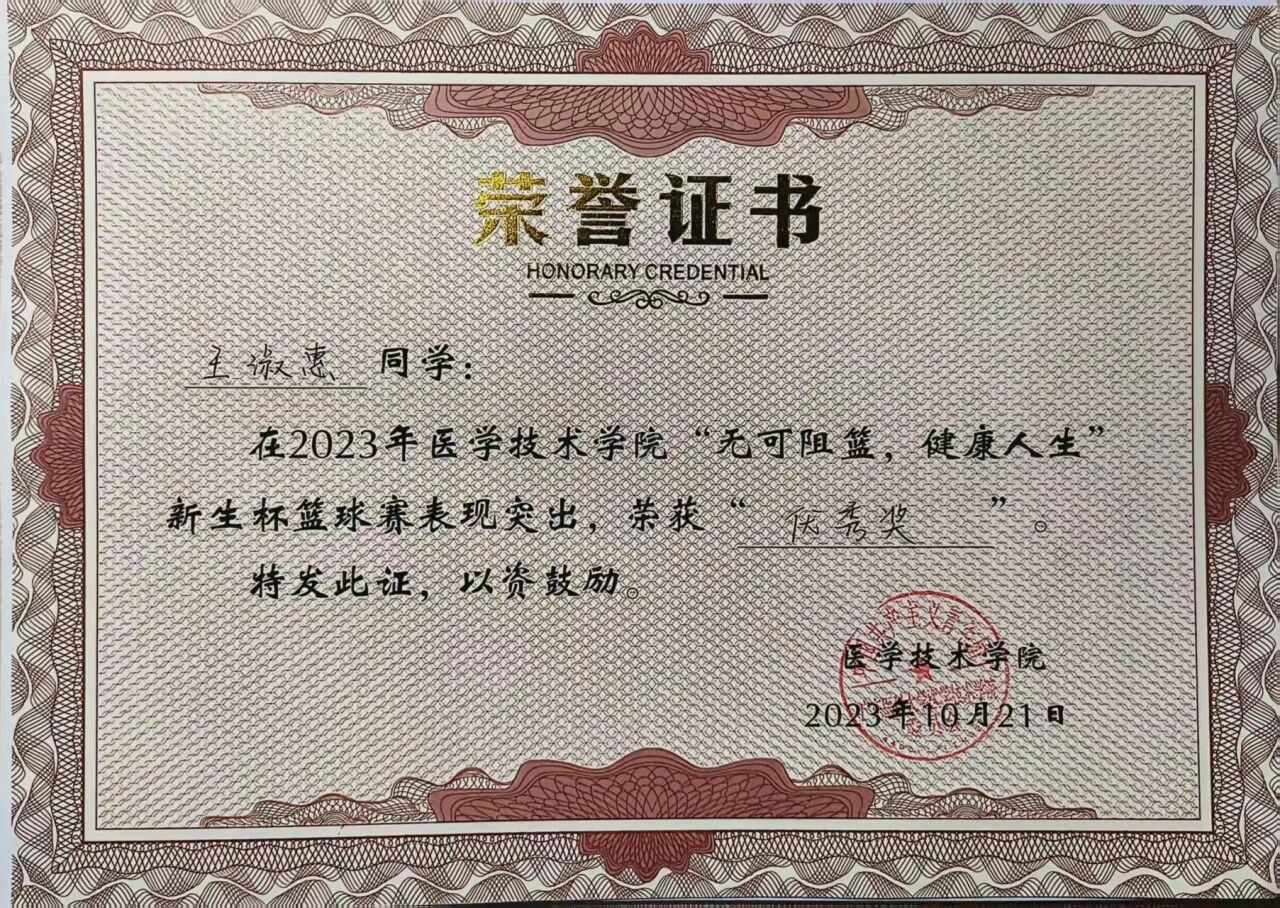 荣誉证书
HONORARY CREDENTIAL
王淑惠 同学：
在2023年医学技术学院“无可阻篮，健康人生”
新生杯篮球赛表现突出，荣获“ 优秀奖 ”。
特发此证，以资鼓励。
医学技术学院
2023年10月21日